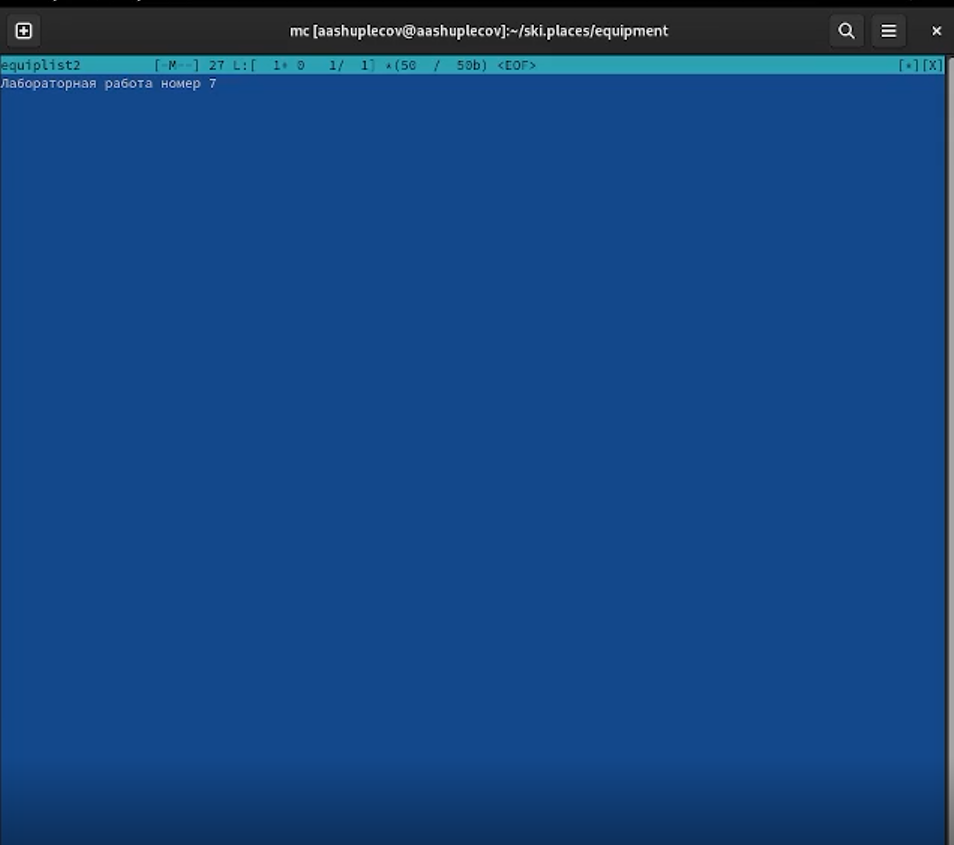 mc [aashuplecov@aashuplecov]:~/ski.places/equipment
equiplist2 [-M--] 27 L:[ 1+ 0 1/ 1] *(50 / 50b) <EOF> [*][X]
Лабораторная работа номер 7